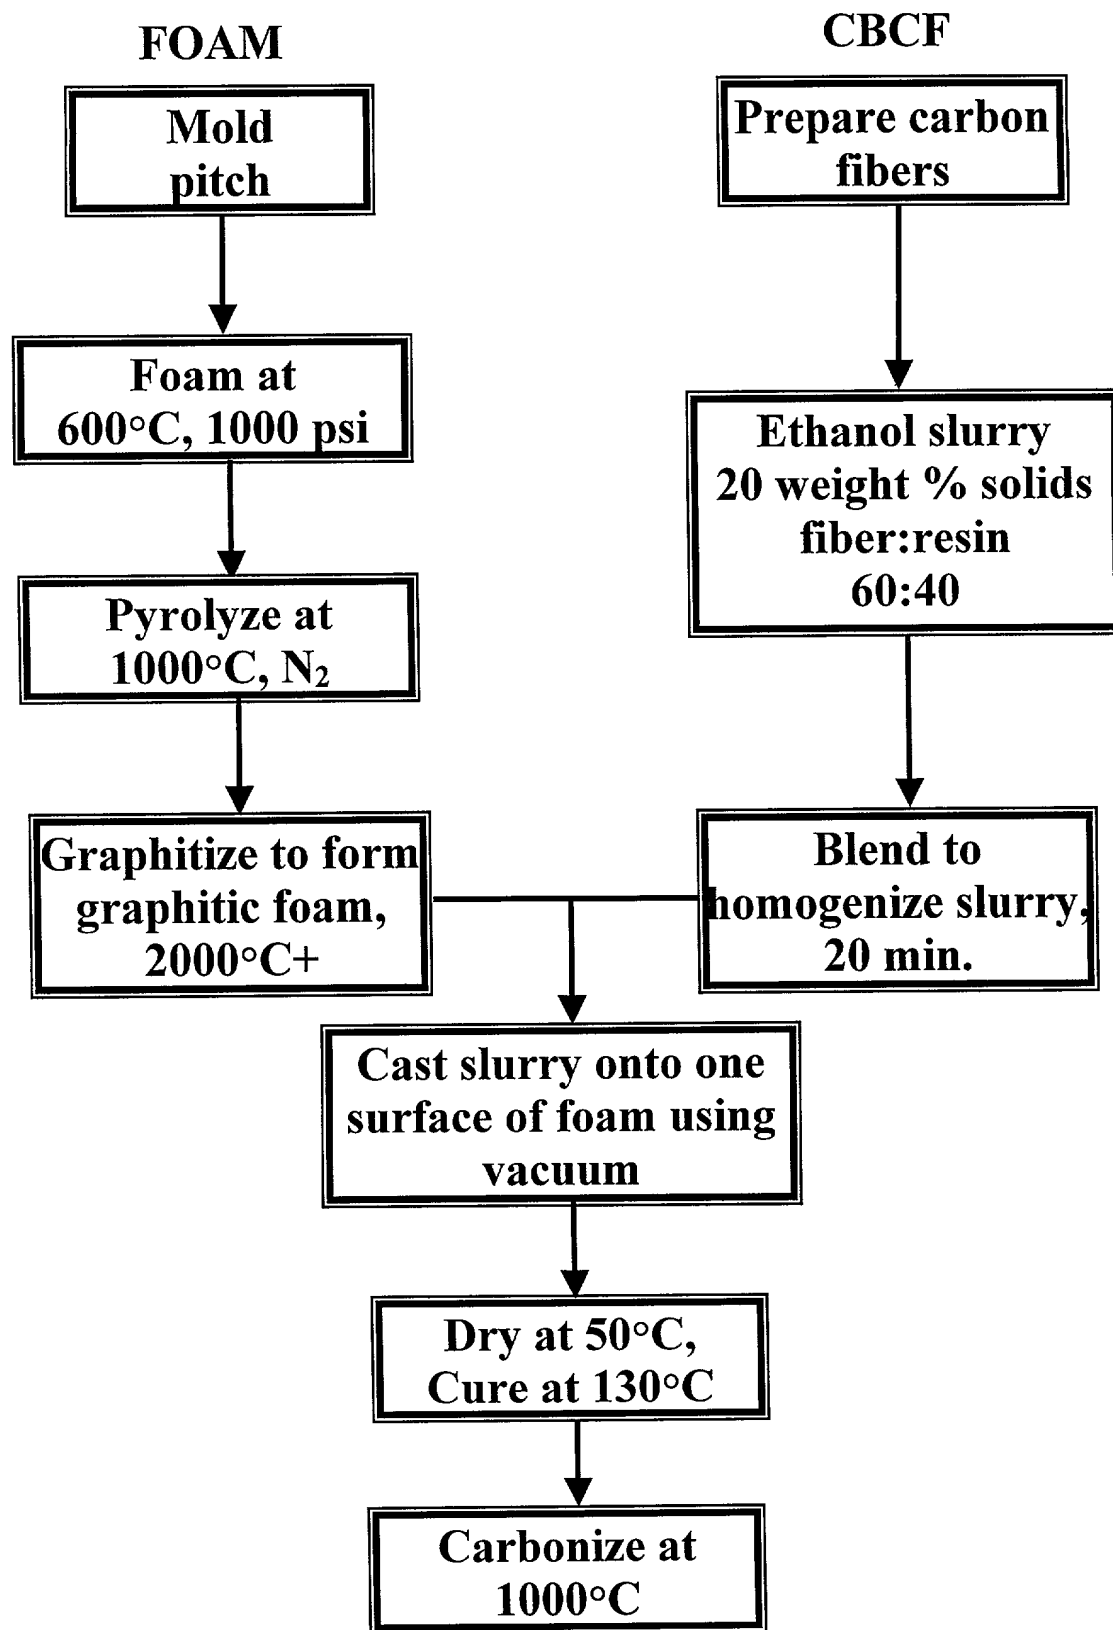 FOAM
Mold
pitch
Foam at
600°C, 1000 psi
Pyrolyze at
1000°C, N₂
Graphitize to form
graphitic foam,
2000°C+
CBCF
Prepare carbon
fibers
Ethanol slurry
20 weight % solids
fiber:resin
60:40
Blend to
homogenize slurry,
20 min.
Cast slurry onto one
surface of foam using
vacuum
Dry at 50°C,
Cure at 130°C
Carbonize at
1000°C